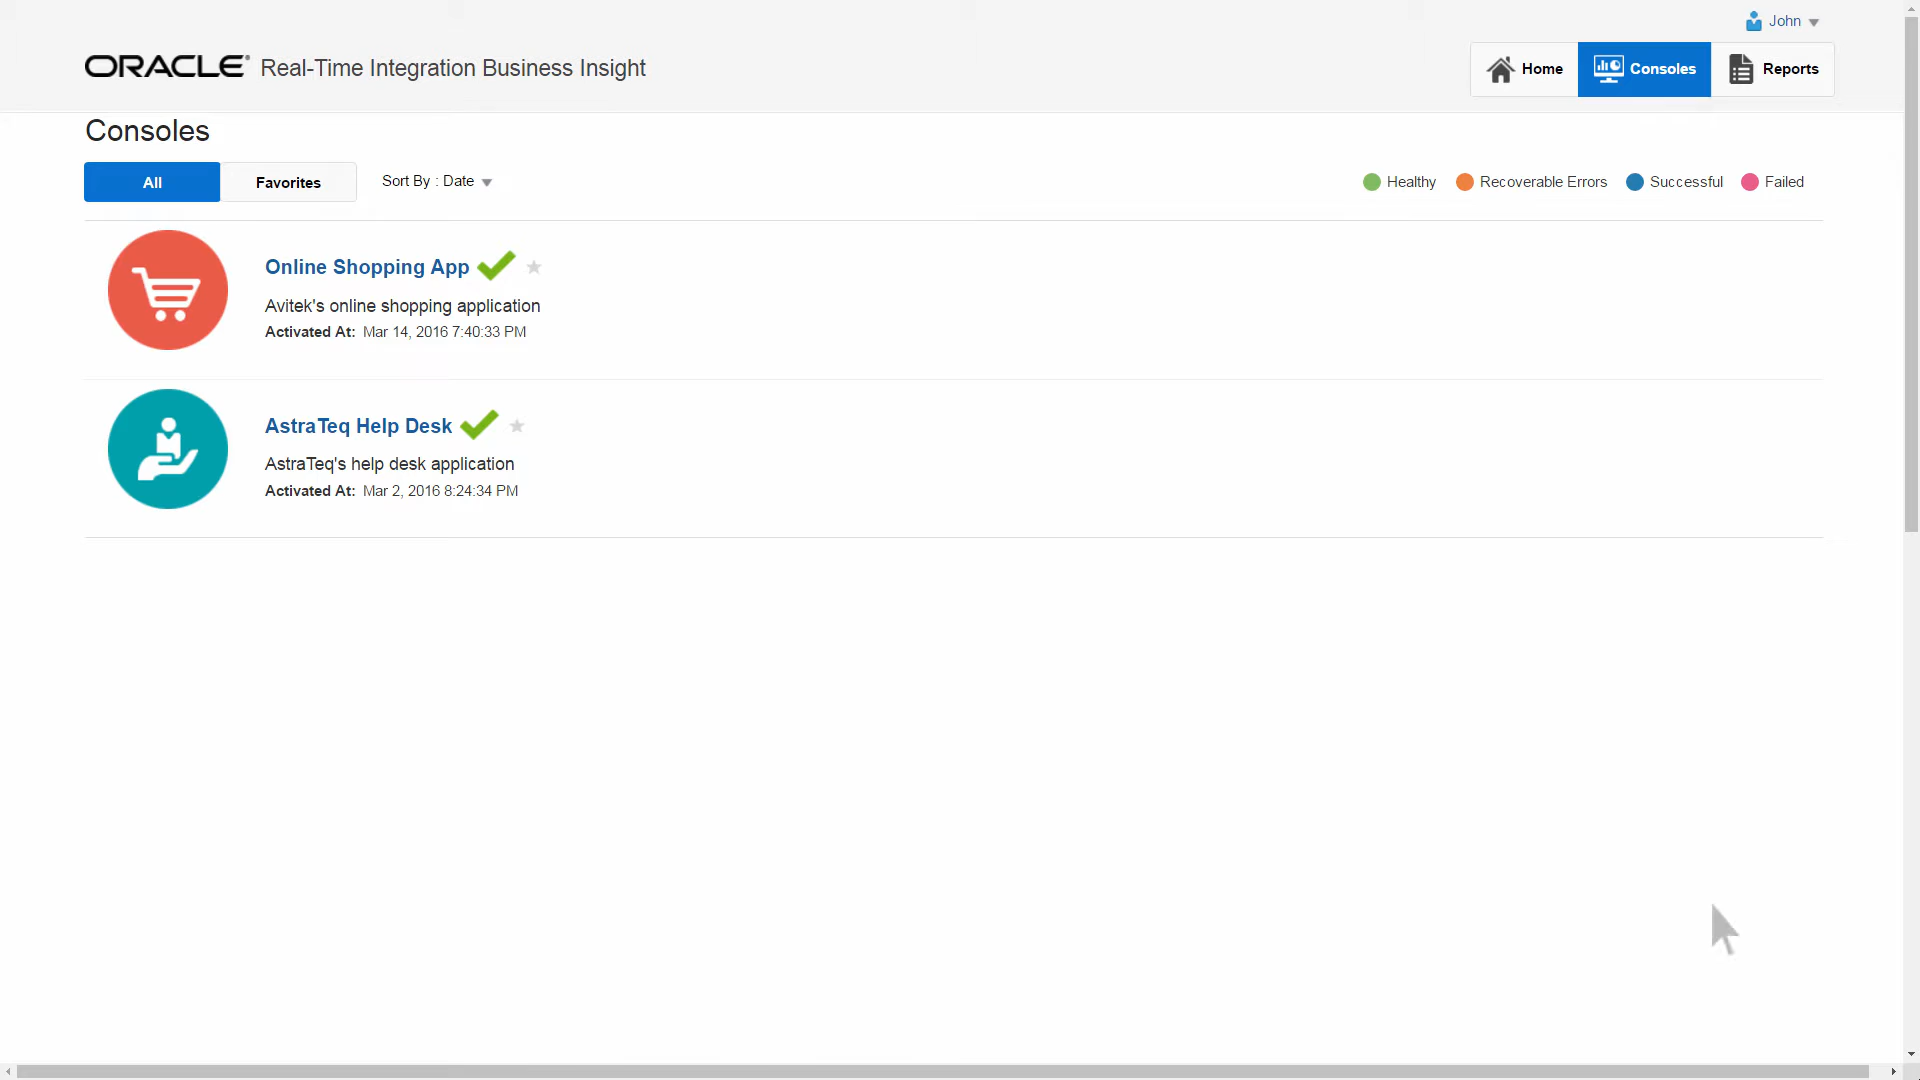 John
ORACLE® Real-Time Integration Business Insight
Home
Consoles
Reports
Consoles
All
Favorites
Sort By : Date
Healthy
Recoverable Errors
Successful
Failed
Online Shopping App
Avitek's online shopping application
Activated At: Mar 14, 2016 7:40:33 PM
AstraTeq Help Desk
AstraTeq's help desk application
Activated At: Mar 2, 2016 8:24:34 PM